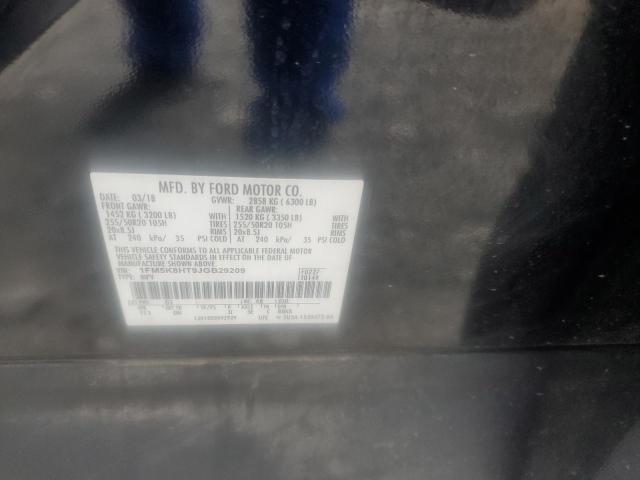 MFD. BY FORD MOTOR CO.
DATE: 03/18 GVWR: 2858 KG ( 6300 LB)
FRONT GAWR: REAR GAWR:
1452 KG ( 3200 LB) WITH 1520 KG ( 3350 LB) WITH
255/50R20 105H TIRES 255/50R20 105H TIRES
20x8.5J RIMS 20x8.5J RIMS
AT 240 kPa/ 35 PSI COLD AT 240 kPa/ 35 PSI COLD
THIS VEHICLE CONFORMS TO ALL APPLICABLE FEDERAL MOTOR
VEHICLE SAFETY STANDARDS IN EFFECT ON THE DATE OF
MANUFACTURE SHOWN ABOVE.
VIN: 1FM5K8HT9JGB29209
TYPE: MPV